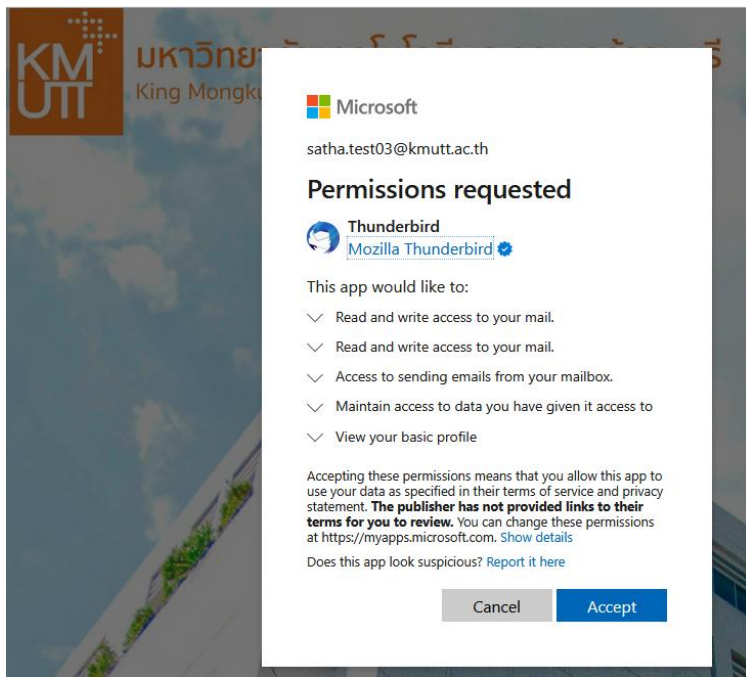 KM
UTT
มหาวิทยา
King Mongku
Microsoft
satha.test03@kmutt.ac.th
Permissions requested
Thunderbird
Mozilla Thunderbird
This app would like to:
Read and write access to your mail.
Read and write access to your mail.
Access to sending emails from your mailbox.
Maintain access to data you have given it access to
View your basic profile
Accepting these permissions means that you allow this app to
use your data as specified in their terms of service and privacy
statement. The publisher has not provided links to their
terms for you to review. You can change these permissions
at https://myapps.microsoft.com. Show details
Does this app look suspicious? Report it here
Cancel
Accept